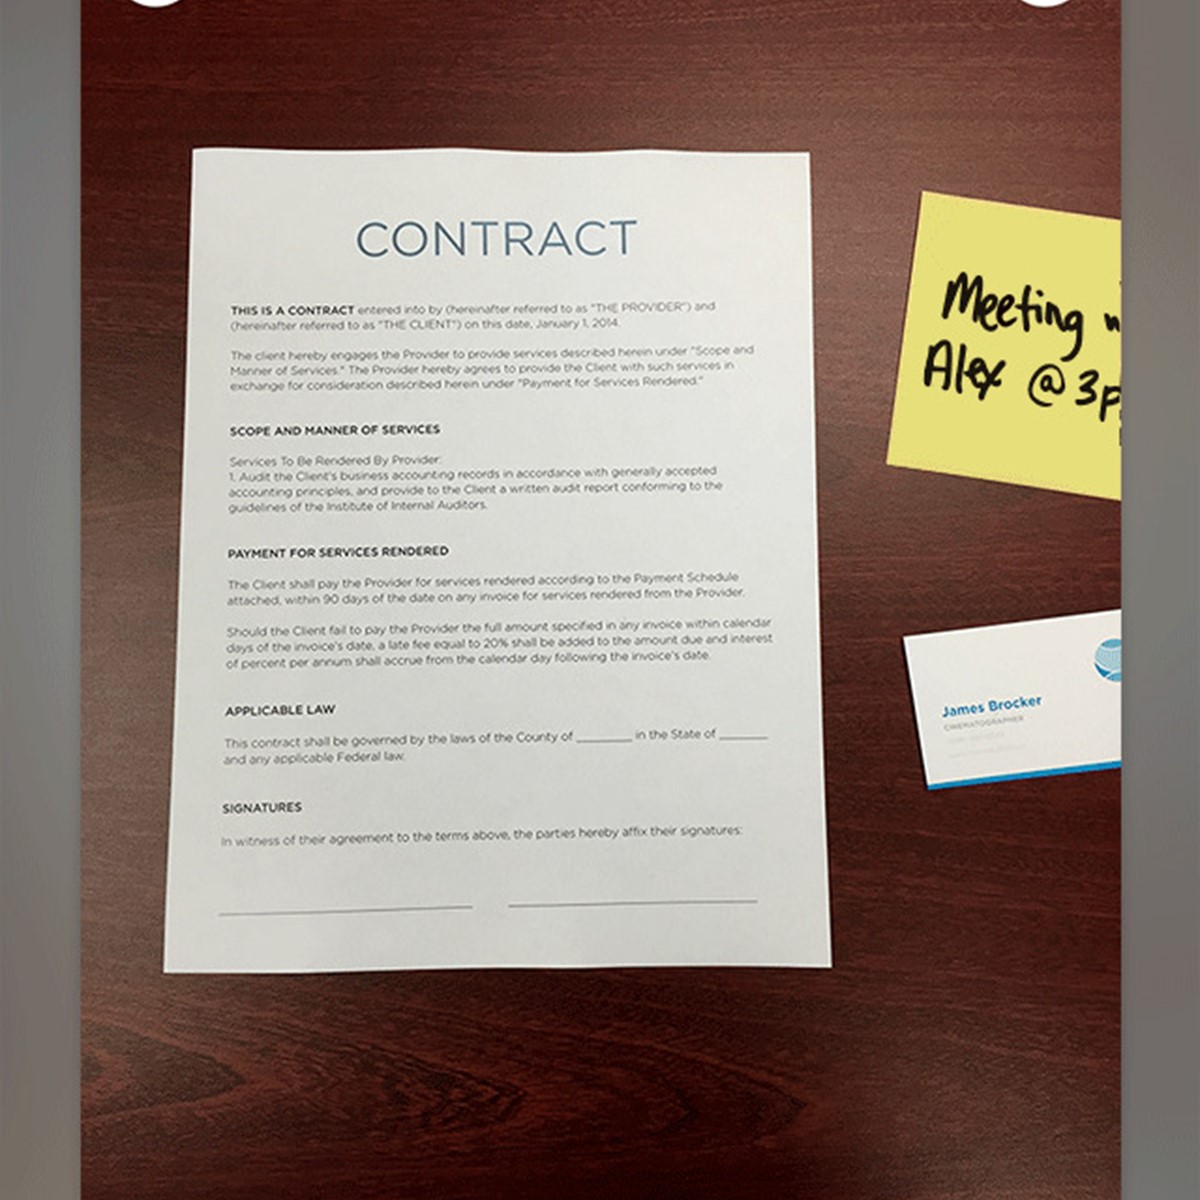 CONTRACT
THIS IS A CONTRACT entered into by (hereinafter referred to as "THE PROVIDER") and
(hereinafter referred to as "THE CLIENT") on this date, January 1, 2014.
The client hereby engages the Provider to provide services described herein under "Scope and
Manner of Services." The Provider hereby agrees to provide the Client with such services in
exchange for consideration described herein under "Payment for Services Rendered."
SCOPE AND MANNER OF SERVICES
Services To Be Rendered By Provider:
1. Audit the Client's business accounting records in accordance with generally accepted
accounting principles, and provide to the Client a written audit report conforming to the
guidelines of the Institute of Internal Auditors.
PAYMENT FOR SERVICES RENDERED
The Client shall pay the Provider for services rendered according to the Payment Schedule
attached, within 90 days of the date on any invoice for services rendered from the Provider.
Should the Client fail to pay the Provider the full amount specified in any invoice within calendar
days of the invoice's date, a late fee equal to 20% shall be added to the amount due and interest
of percent per annum shall accrue from the calendar day following the invoice's date.
APPLICABLE LAW
This contract shall be governed by the laws of the County of ________ in the State of _______
and any applicable Federal law.
SIGNATURES
In witness of their agreement to the terms above, the parties hereby affix their signatures:
Meeting
Alex @ 3p
James Brocker
CINEMATOGRAPHER